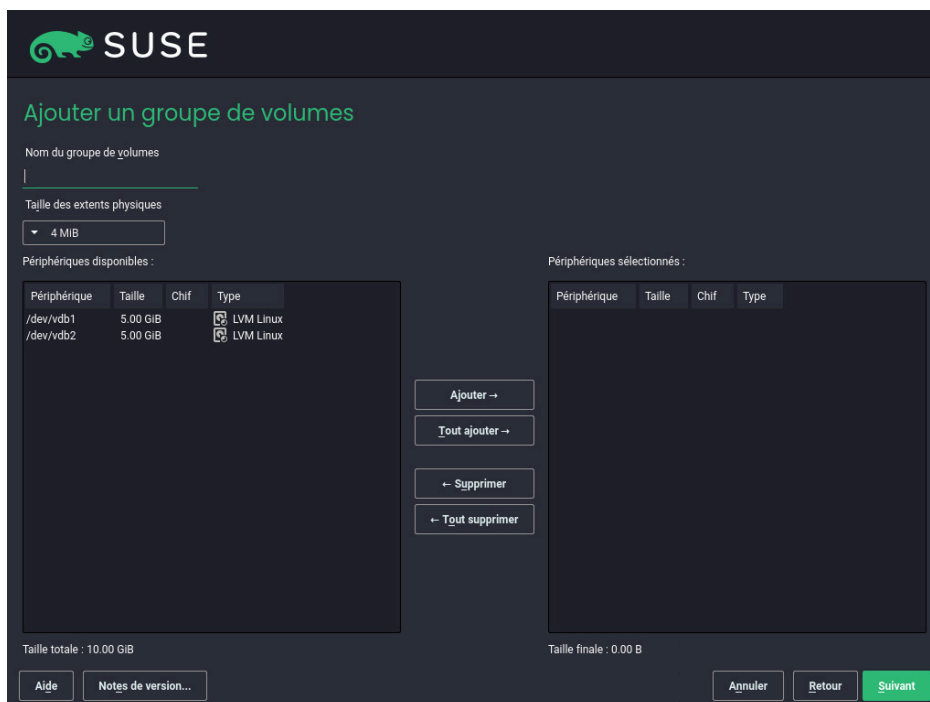 SUSE
Ajouter un groupe de volumes
Nom du groupe de volumes
Taille des extents physiques
4 MiB
Périphériques disponibles :
Périphérique Taille Chif Type
/dev/vdb1 5.00 GiB LVM Linux
/dev/vdb2 5.00 GiB LVM Linux
Ajouter →
Tout ajouter →
← Supprimer
← Tout supprimer
Périphériques sélectionnés :
Périphérique Taille Chif Type
Taille totale : 10.00 GiB
Taille finale : 0.00 B
Aide Notes de version... Annuler Retour Suivant